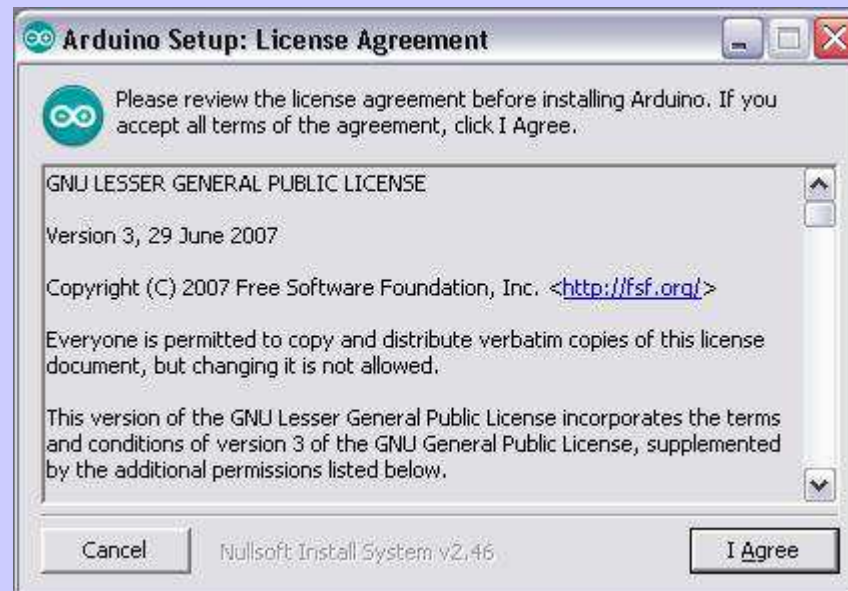 Arduino Setup: License Agreement
Please review the license agreement before installing Arduino. If you
accept all terms of the agreement, click I Agree.
GNU LESSER GENERAL PUBLIC LICENSE
Version 3, 29 June 2007
Copyright (C) 2007 Free Software Foundation, Inc. <http://fsf.org/>
Everyone is permitted to copy and distribute verbatim copies of this license
document, but changing it is not allowed.
This version of the GNU Lesser General Public License incorporates the terms
and conditions of version 3 of the GNU General Public License, supplemented
by the additional permissions listed below.
Cancel
Nullsoft Install System v2.46
I Agree